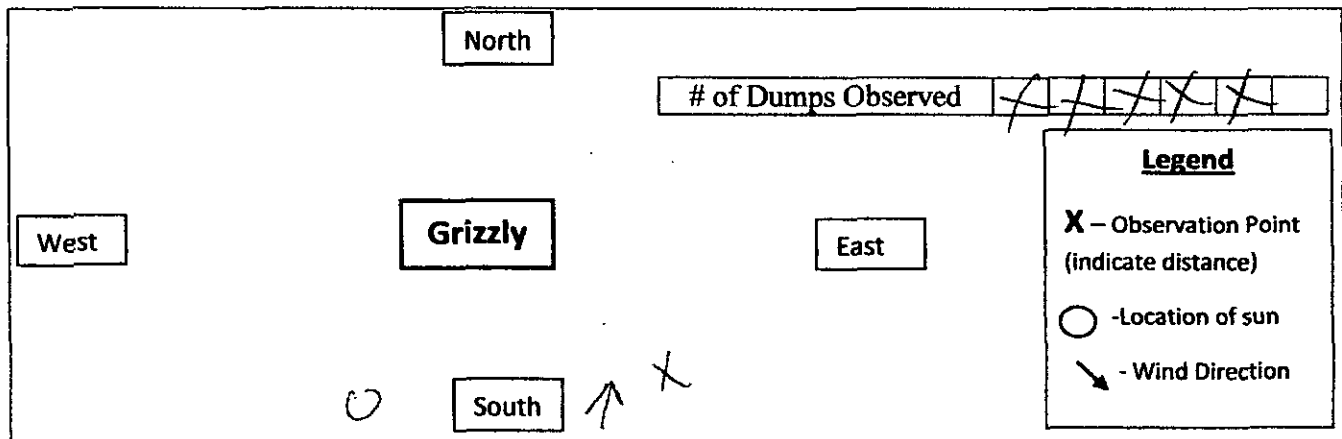 North
# of Dumps Observed X X X X X
Legend
West
Grizzly
East
X – Observation Point
(indicate distance)
-Location of sun
- Wind Direction
O
South
X